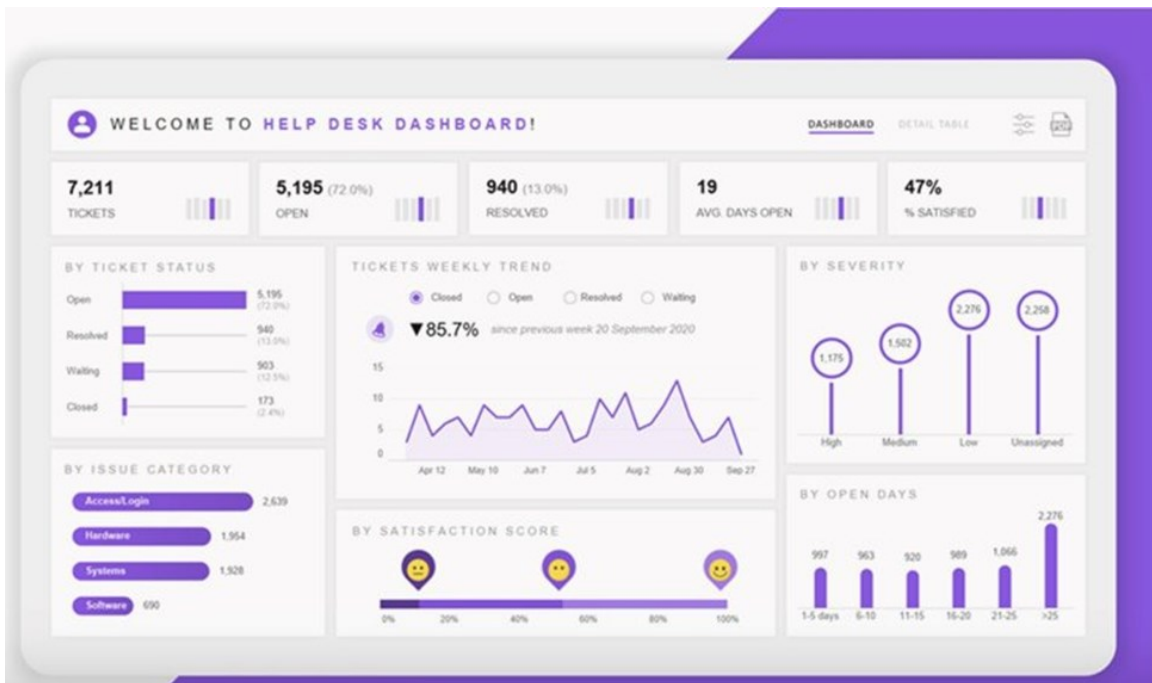 WELCOME TO HELP DESK DASHBOARD!
DASHBOARD
DETAIL TABLE
PDF
7,211
TICKETS
5,195 (72.0%)
OPEN
940 (13.0%)
RESOLVED
19
AVG. DAYS OPEN
47%
% SATISFIED
BY TICKET STATUS
Open 5,195
(72.0%)
Resolved 940
(13.0%)
Waiting 903
(12.5%)
Closed 173
(2.4%)
BY ISSUE CATEGORY
Access/Login 2,639
Hardware 1,954
Systems 1,928
Software 690
TICKETS WEEKLY TREND
Closed Open Resolved Waiting
▼85.7% since previous week 20 September 2020
15
10
5
0
Apr 12 May 10 Jun 7 Jul 5 Aug 2 Aug 30 Sep 27
BY SATISFACTION SCORE
0% 20% 40% 60% 80% 100%
BY SEVERITY
1,175 1,502 2,276 2,258
High Medium Low Unassigned
BY OPEN DAYS
997 963 920 989 1,066 2,276
1-5 days 6-10 11-15 16-20 21-25 >25